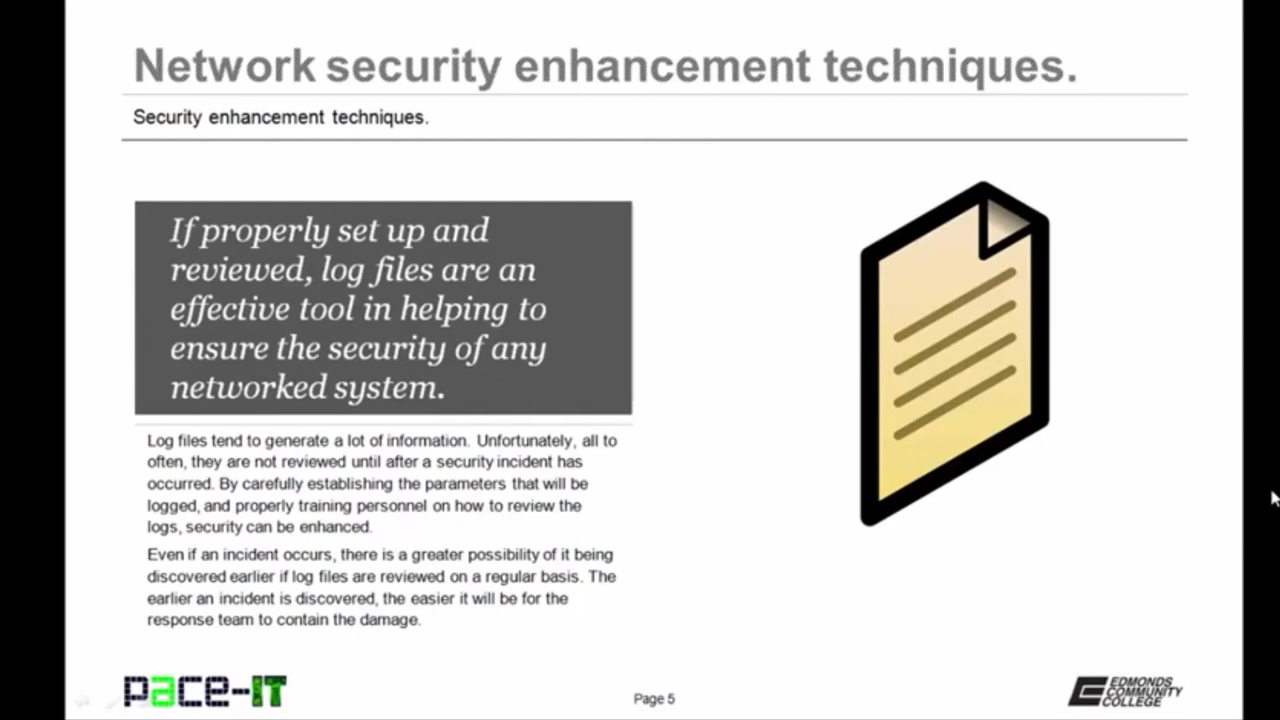 Network security enhancement techniques.
Security enhancement techniques.
If properly set up and
reviewed, log files are an
effective tool in helping to
ensure the security of any
networked system.
Log files tend to generate a lot of information. Unfortunately, all to
often, they are not reviewed until after a security incident has
occurred. By carefully establishing the parameters that will be
logged, and properly training personnel on how to review the
logs, security can be enhanced.
Even if an incident occurs, there is a greater possibility of it being
discovered earlier if log files are reviewed on a regular basis. The
earlier an incident is discovered, the easier it will be for the
response team to contain the damage.
pace-IT
Page 5
EDMONDS
COMMUNITY
COLLEGE